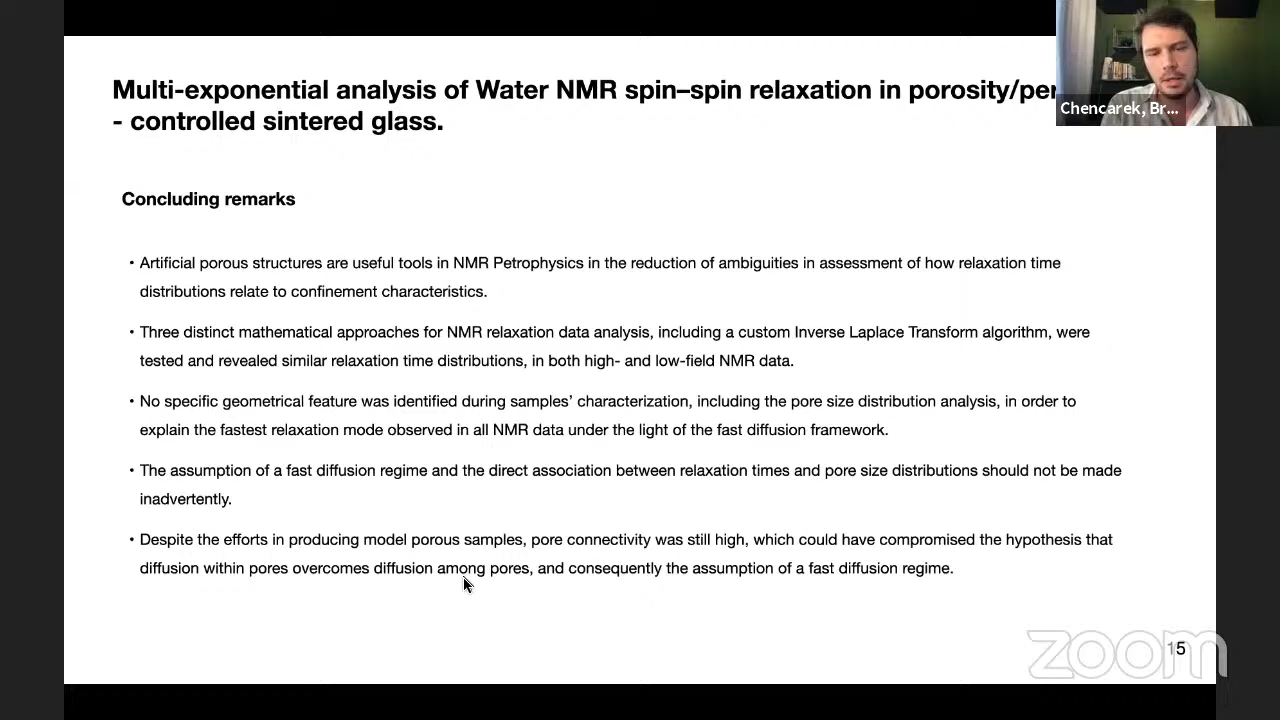 Multi-exponential analysis of Water NMR spin–spin relaxation in porosity/per
- controlled sintered glass.
Chencarek, Br...
Concluding remarks
• Artificial porous structures are useful tools in NMR Petrophysics in the reduction of ambiguities in assessment of how relaxation time
distributions relate to confinement characteristics.
• Three distinct mathematical approaches for NMR relaxation data analysis, including a custom Inverse Laplace Transform algorithm, were
tested and revealed similar relaxation time distributions, in both high- and low-field NMR data.
• No specific geometrical feature was identified during samples’ characterization, including the pore size distribution analysis, in order to
explain the fastest relaxation mode observed in all NMR data under the light of the fast diffusion framework.
• The assumption of a fast diffusion regime and the direct association between relaxation times and pore size distributions should not be made
inadvertently.
• Despite the efforts in producing model porous samples, pore connectivity was still high, which could have compromised the hypothesis that
diffusion within pores overcomes diffusion among pores, and consequently the assumption of a fast diffusion regime.
zoom
15